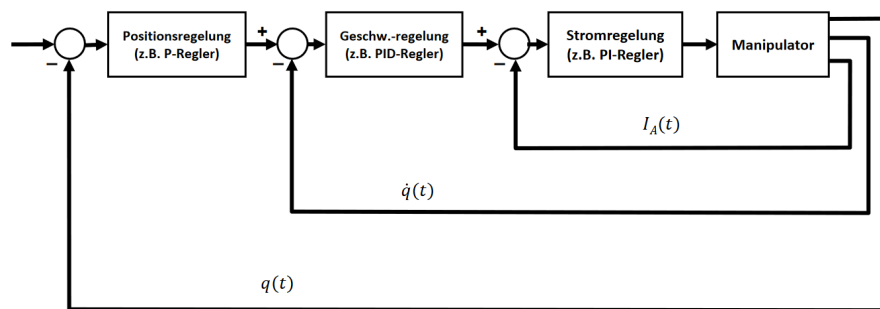 Positionsregelung
(z.B. P-Regler)
+
Geschw.-regelung
(z.B. PID-Regler)
+
Stromregelung
(z.B. PI-Regler)
Manipulator
−
−
−
I_A(t)
q̇(t)
q(t)